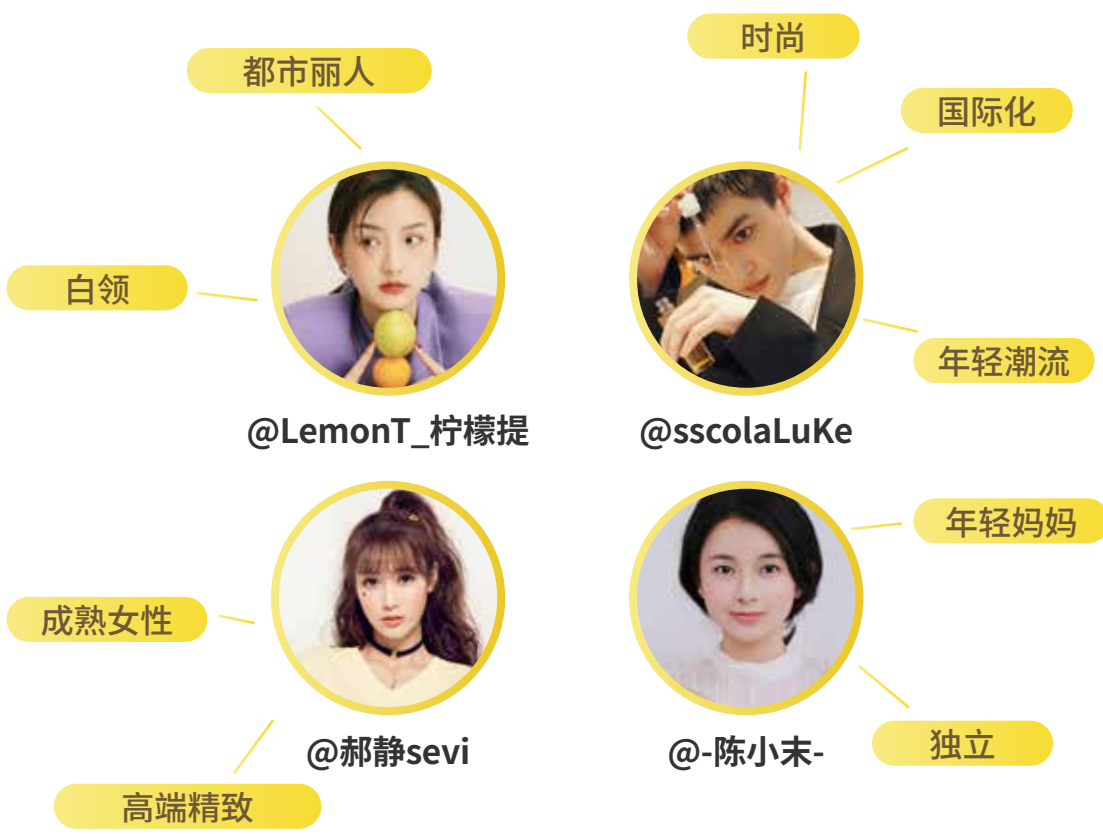 时尚
都市丽人
国际化
白领
年轻潮流
@LemonT_柠檬提
@sscolaLuKe
年轻妈妈
成熟女性
独立
@郝静sevi
@-陈小末-
高端精致